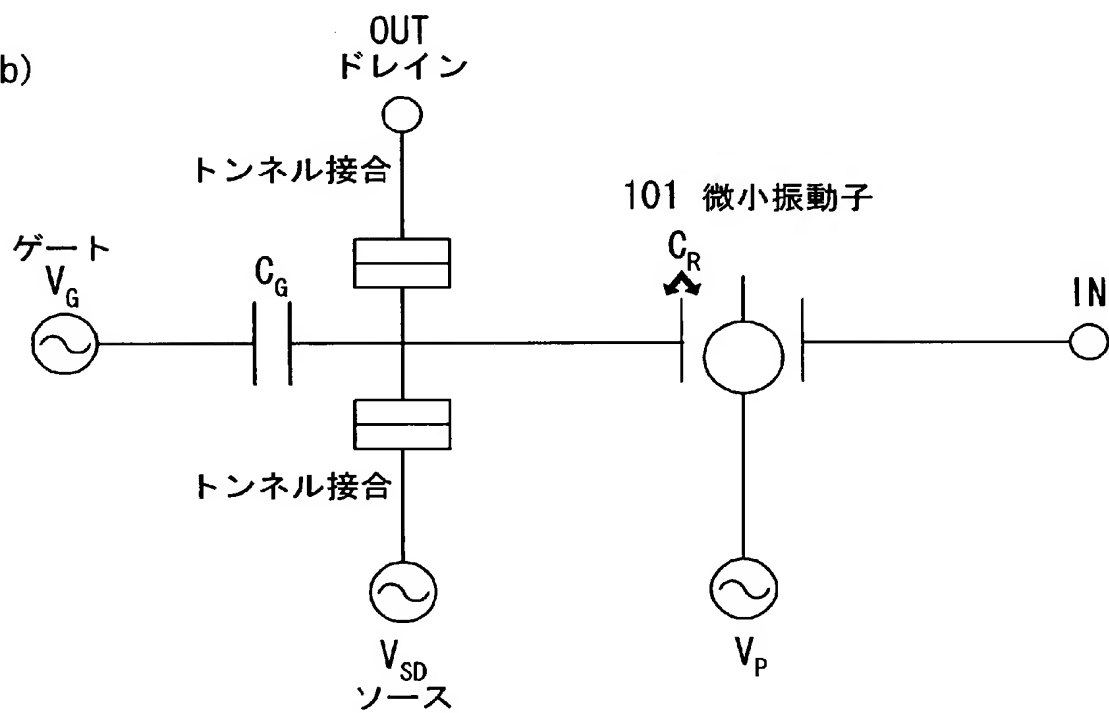 b)
OUT
ドレイン
トンネル接合
101 微小振動子
C_R
ゲート
V_G
C_G
IN
トンネル接合
V_SD
ソース
V_P